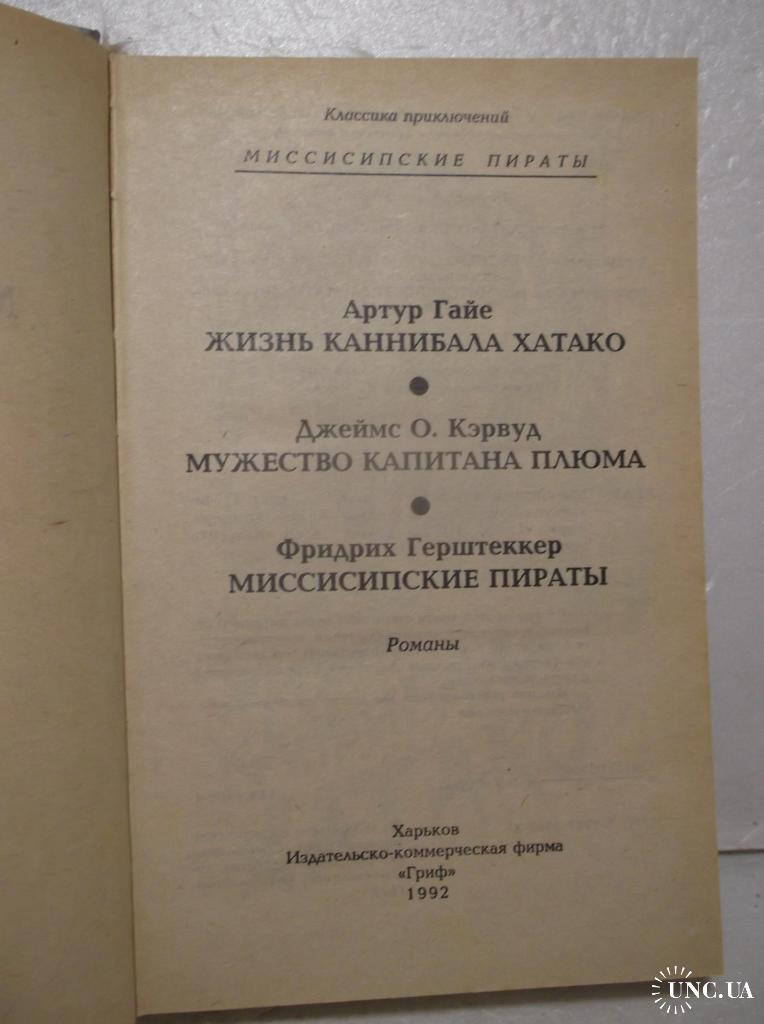 Классика приключений
МИССИСИПСКИЕ ПИРАТЫ
Артур Гайе
ЖИЗНЬ КАННИБАЛА ХАТАКО
Джеймс О. Кэрвуд
МУЖЕСТВО КАПИТАНА ПЛЮМА
Фридрих Герштеккер
МИССИСИПСКИЕ ПИРАТЫ
Романы
Харьков
Издательско-коммерческая фирма
«Гриф»
1992
UNC.UA